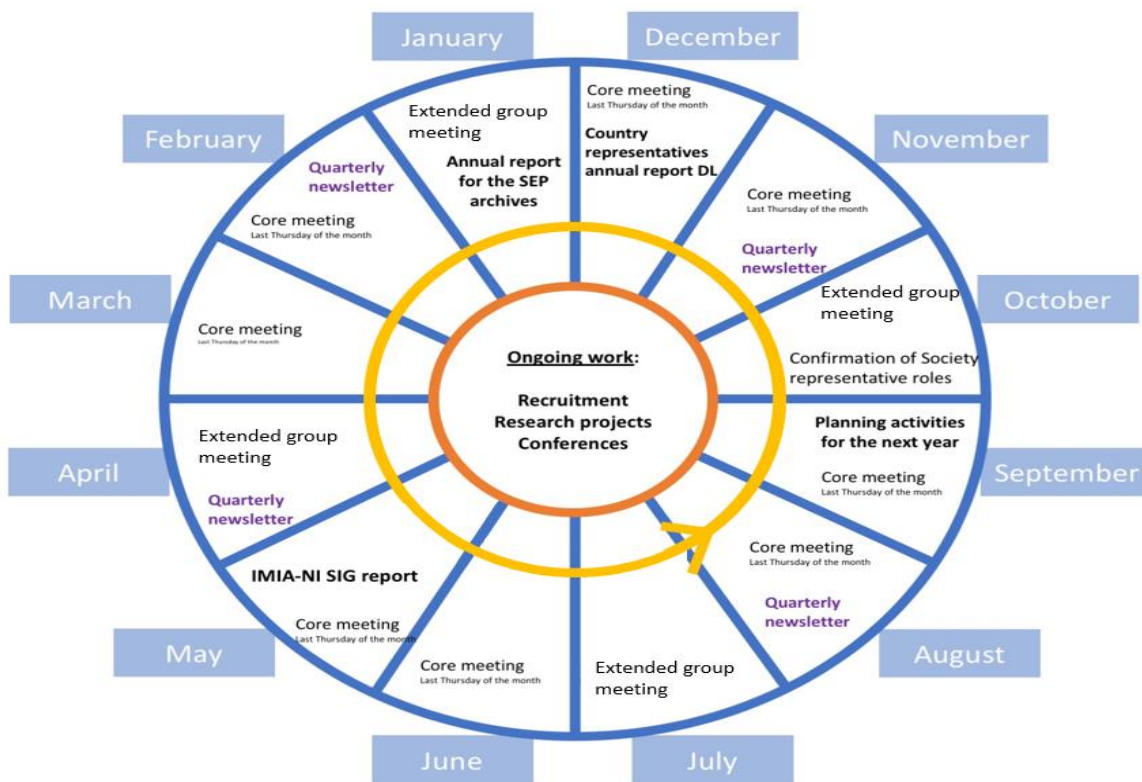 January
Extended group
meeting
Annual report
for the SEP
archives
February
Quarterly
newsletter
Core meeting
Last Thursday of the month
March
Core meeting
Last Thursday of the month
April
Extended group
meeting
Quarterly
newsletter
May
IMIA-NI SIG report
Core meeting
Last Thursday of the month
June
Core meeting
Last Thursday of the month
July
Extended group
meeting
August
Core meeting
Last Thursday of the month
Quarterly
newsletter
September
Planning activities
for the next year
Core meeting
Last Thursday of the month
October
Extended group
meeting
Confirmation of Society
representative roles
November
Core meeting
Last Thursday of the month
Quarterly
newsletter
December
Core meeting
Last Thursday of the month
Country
representatives
annual report DL
Ongoing work:
Recruitment
Research projects
Conferences